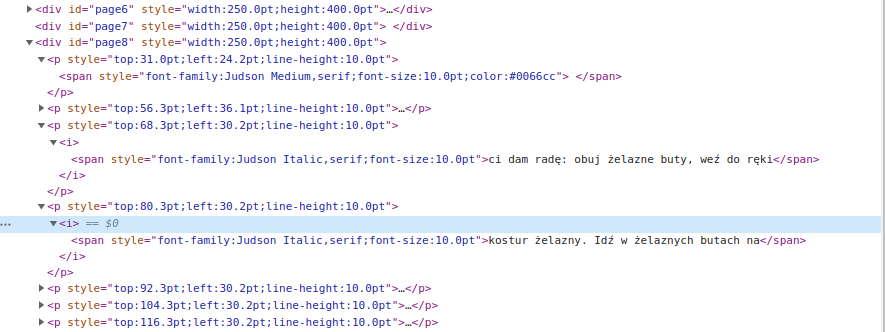 ▶<div id="page6" style="width:250.0pt;height:400.0pt">…</div>
<div id="page7" style="width:250.0pt;height:400.0pt"> </div>
▼<div id="page8" style="width:250.0pt;height:400.0pt">
▼<p style="top:31.0pt;left:24.2pt;line-height:10.0pt">
<span style="font-family:Judson Medium,serif;font-size:10.0pt;color:#0066cc"> </span>
</p>
▶<p style="top:56.3pt;left:36.1pt;line-height:10.0pt">…</p>
▼<p style="top:68.3pt;left:30.2pt;line-height:10.0pt">
▼<i>
<span style="font-family:Judson Italic,serif;font-size:10.0pt">ci dam radę: obuj żelazne buty, weź do ręki</span>
</i>
</p>
▼<p style="top:80.3pt;left:30.2pt;line-height:10.0pt">
… ▼<i> == $0
<span style="font-family:Judson Italic,serif;font-size:10.0pt">kostur żelazny. Idź w żelaznych butach na</span>
</i>
</p>
▶<p style="top:92.3pt;left:30.2pt;line-height:10.0pt">…</p>
▶<p style="top:104.3pt;left:30.2pt;line-height:10.0pt">…</p>
▶<p style="top:116.3pt;left:30.2pt;line-height:10.0pt">…</p>